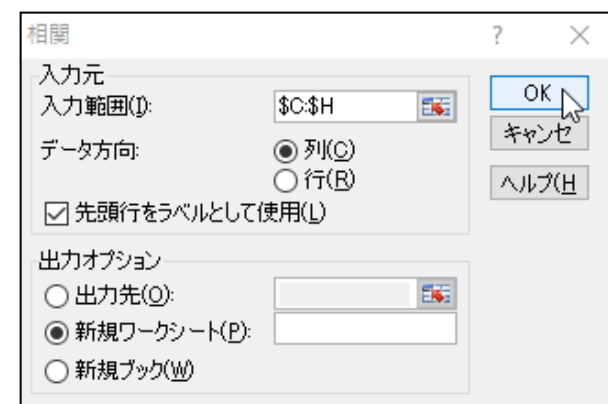 相関 ?
入力元
入力範囲(I): $C:$H
データ方向: 列(C)
行(R)
先頭行をラベルとして使用(L)
出力オプション
出力先(O):
新規ワークシート(P):
新規ブック(W)
OK
キャンセ
ヘルプ(H